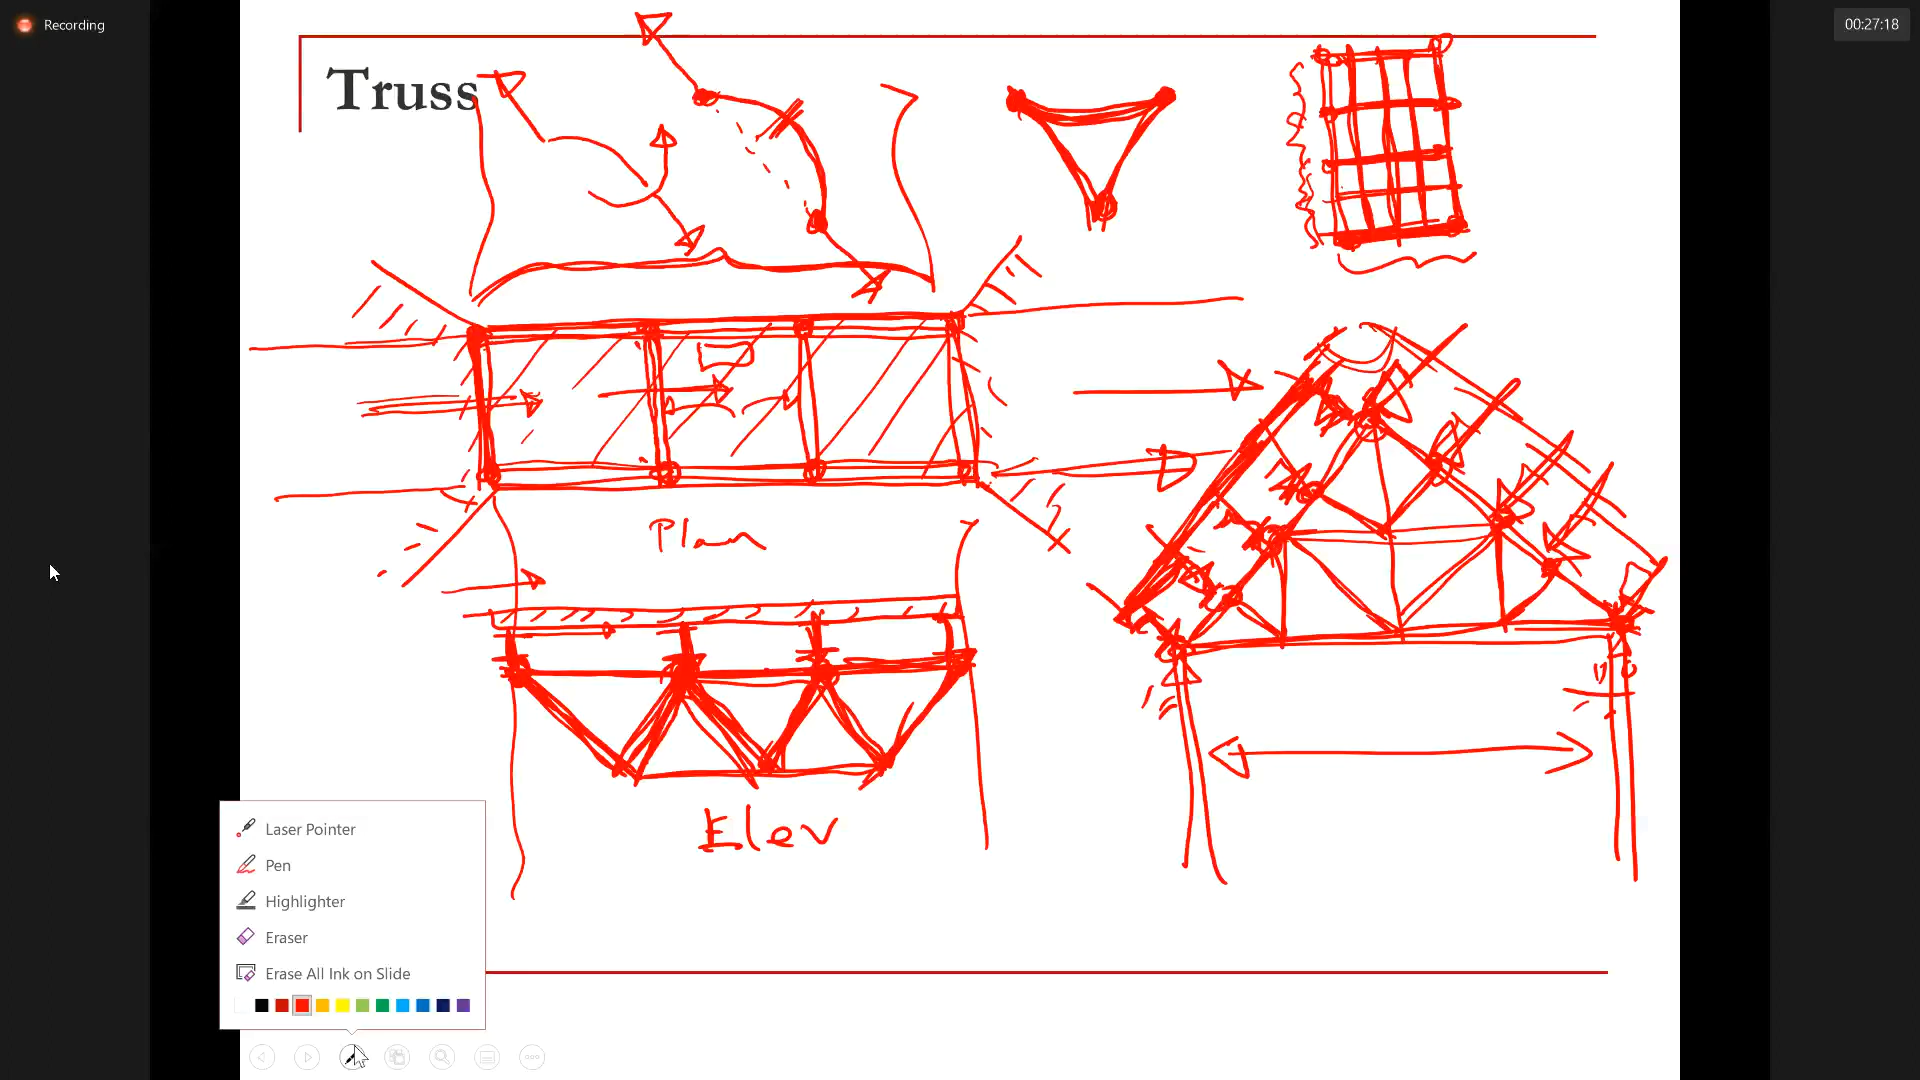 Recording
00:27:18
Truss
Plan
Elev
Laser Pointer
Pen
Highlighter
Eraser
Erase All Ink on Slide